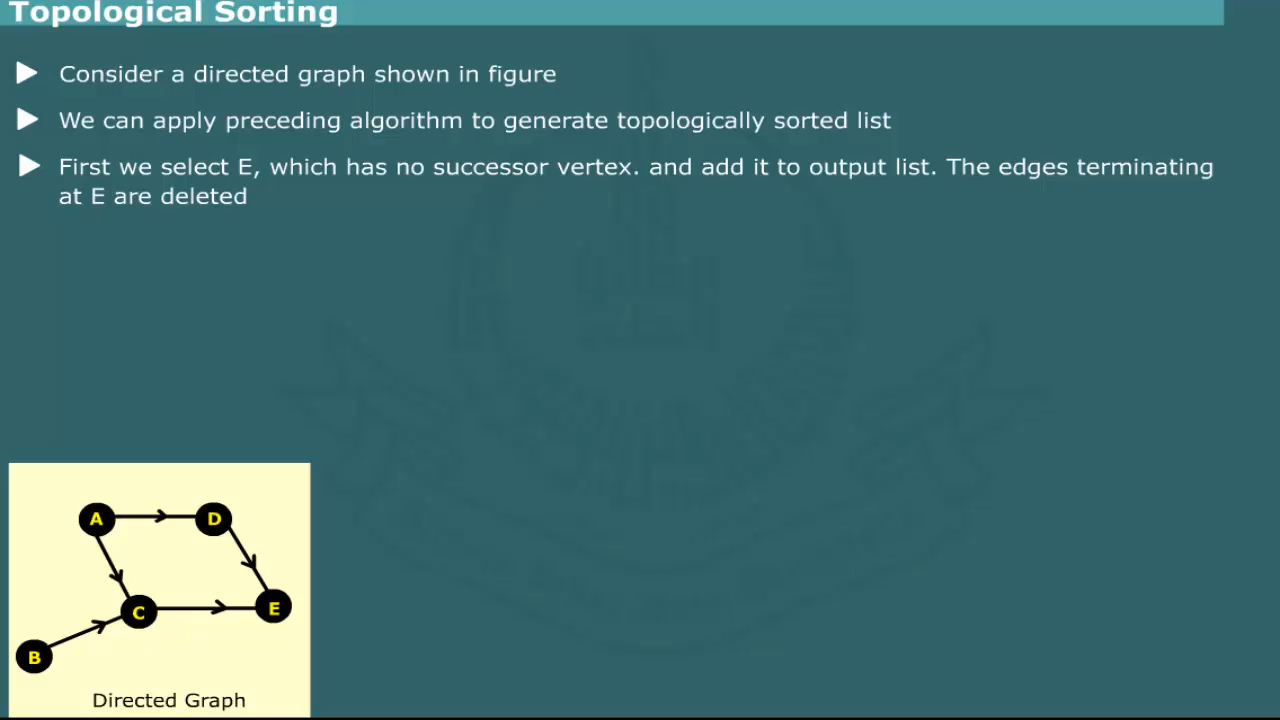 Topological Sorting
Consider a directed graph shown in figure
We can apply preceding algorithm to generate topologically sorted list
First we select E, which has no successor vertex. and add it to output list. The edges terminating
at E are deleted
A
D
C
E
B
Directed Graph